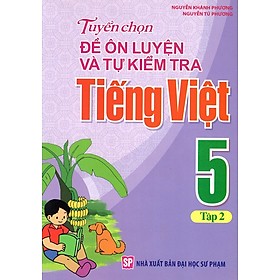 NGUYỄN KHÁNH PHƯƠNG
NGUYỄN TÚ PHƯƠNG
Tuyển chọn
ĐỀ ÔN LUYỆN
VÀ TỰ KIỂM TRA
Tiếng Việt
5
Tập 2
SP NHÀ XUẤT BẢN ĐẠI HỌC SƯ PHẠM